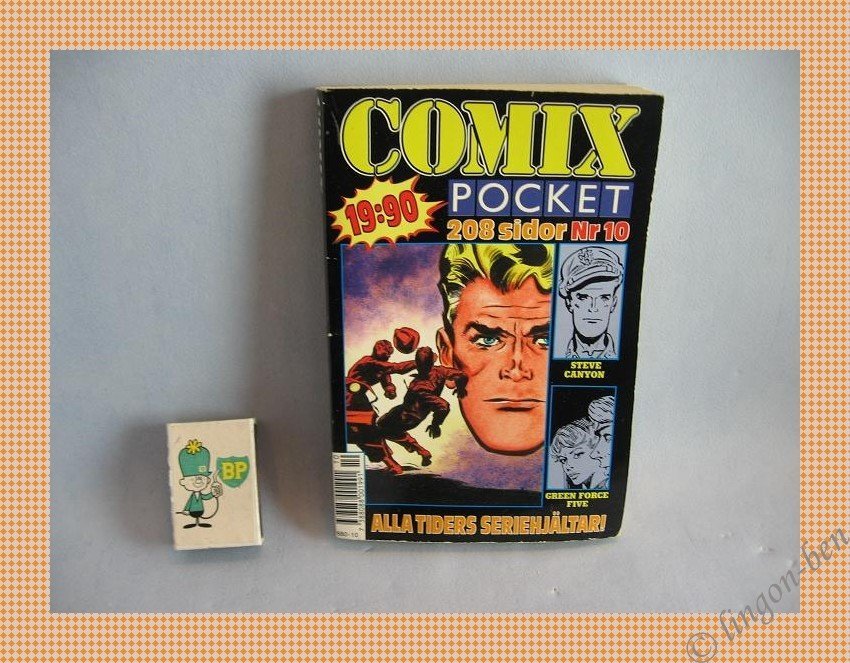 COMIX
POCKET
19:90
208 sidor Nr 10
STEVE
CANYON
GREEN FORCE
FIVE
ALLA TIDERS SERIEHJÄLTAR!
BP
© lingon-ben